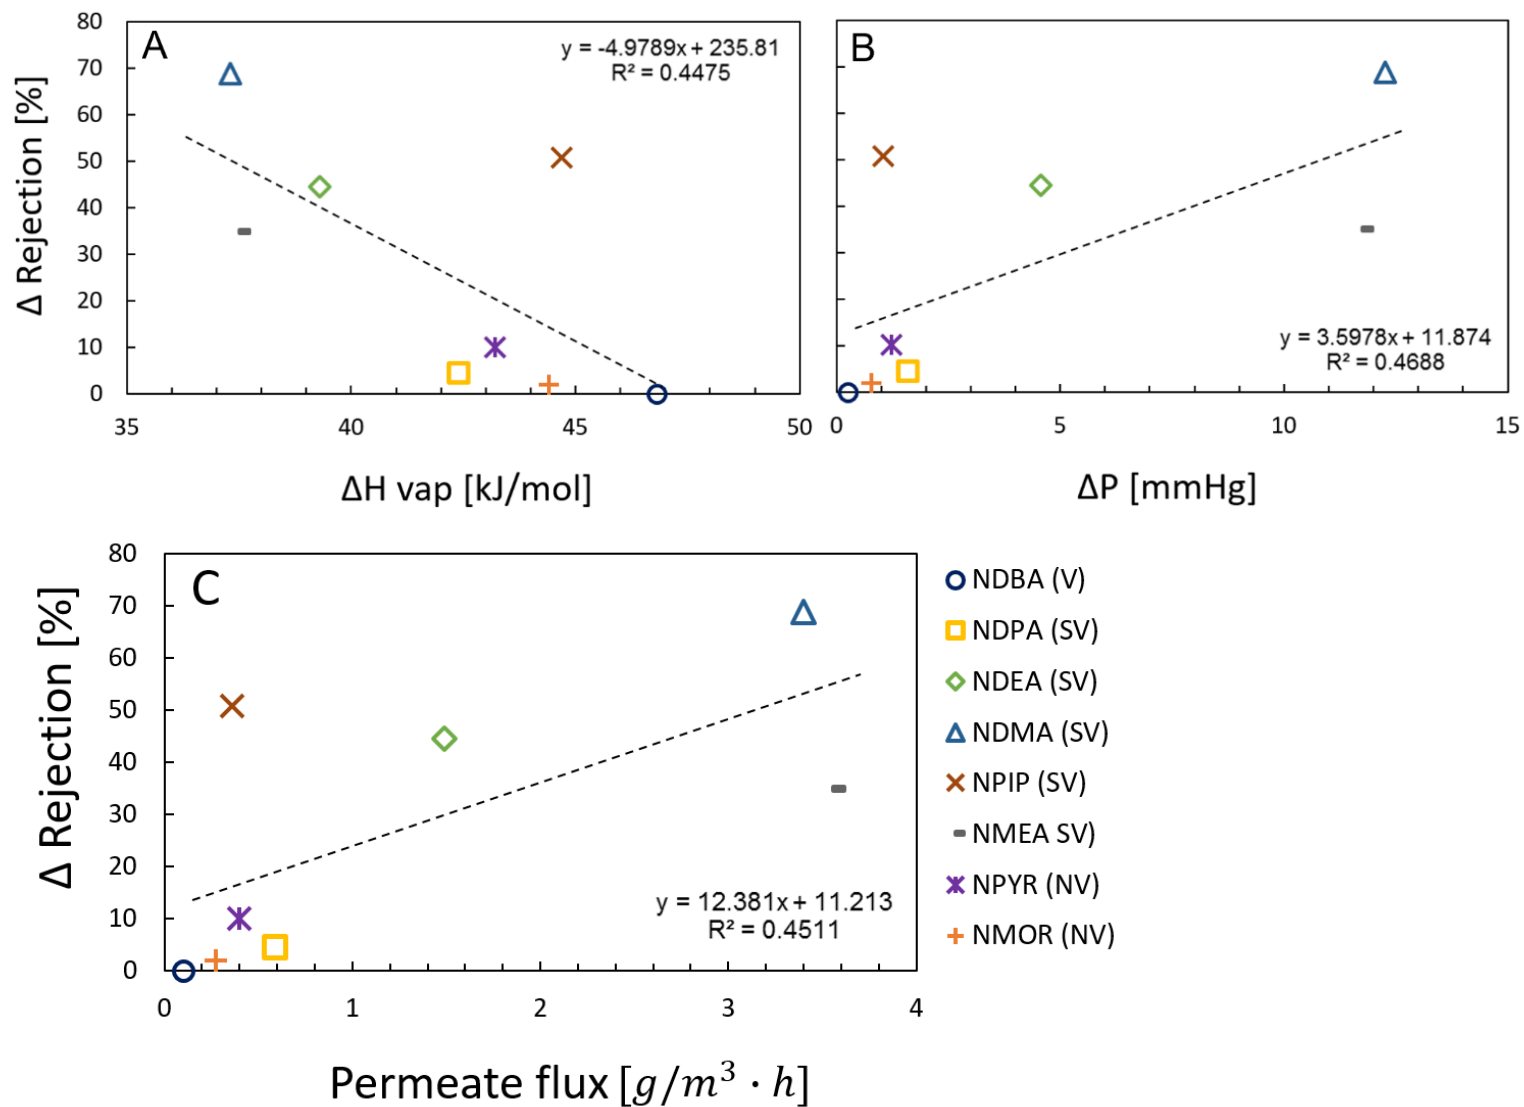 A
y = -4.9789x + 235.81
R² = 0.4475
Δ Rejection [%]
80
70
60
50
40
30
20
10
0
35
40
45
50
ΔH vap [kJ/mol]
B
y = 3.5978x + 11.874
R² = 0.4688
0
5
10
15
ΔP [mmHg]
C
y = 12.381x + 11.213
R² = 0.4511
Δ Rejection [%]
80
70
60
50
40
30
20
10
0
0
1
2
3
4
Permeate flux [g/m³ · h]
NDBA (V)
NDPA (SV)
NDEA (SV)
NDMA (SV)
NPIP (SV)
NMEA SV)
NPYR (NV)
NMOR (NV)